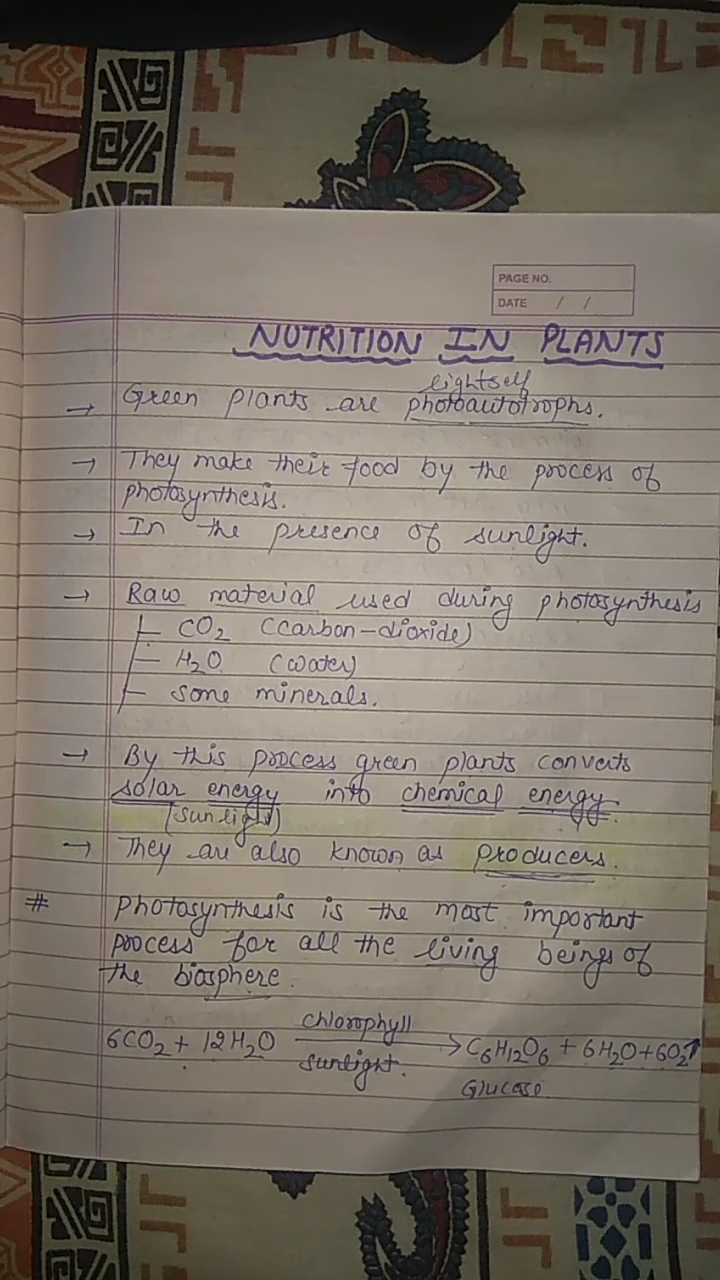 PAGE NO.
DATE / /
NUTRITION IN PLANTS
light self
→ Green plants are photoautotrophs.
→ They make their food by the process of
photosynthesis.
→ In the presence of sunlight.
→ Raw material used during photosynthesis
CO2 (carbon-dioxide)
H2O (water)
some minerals.
→ By this process green plants converts
solar energy into chemical energy.
(sunlight)
→ They are also known as producers.
# Photosynthesis is the most important
process for all the living beings of
the biosphere.
chlorophyll
6CO2 + 12H2O → C6H12O6 + 6H2O + 6O2↑
sunlight.
Glucose